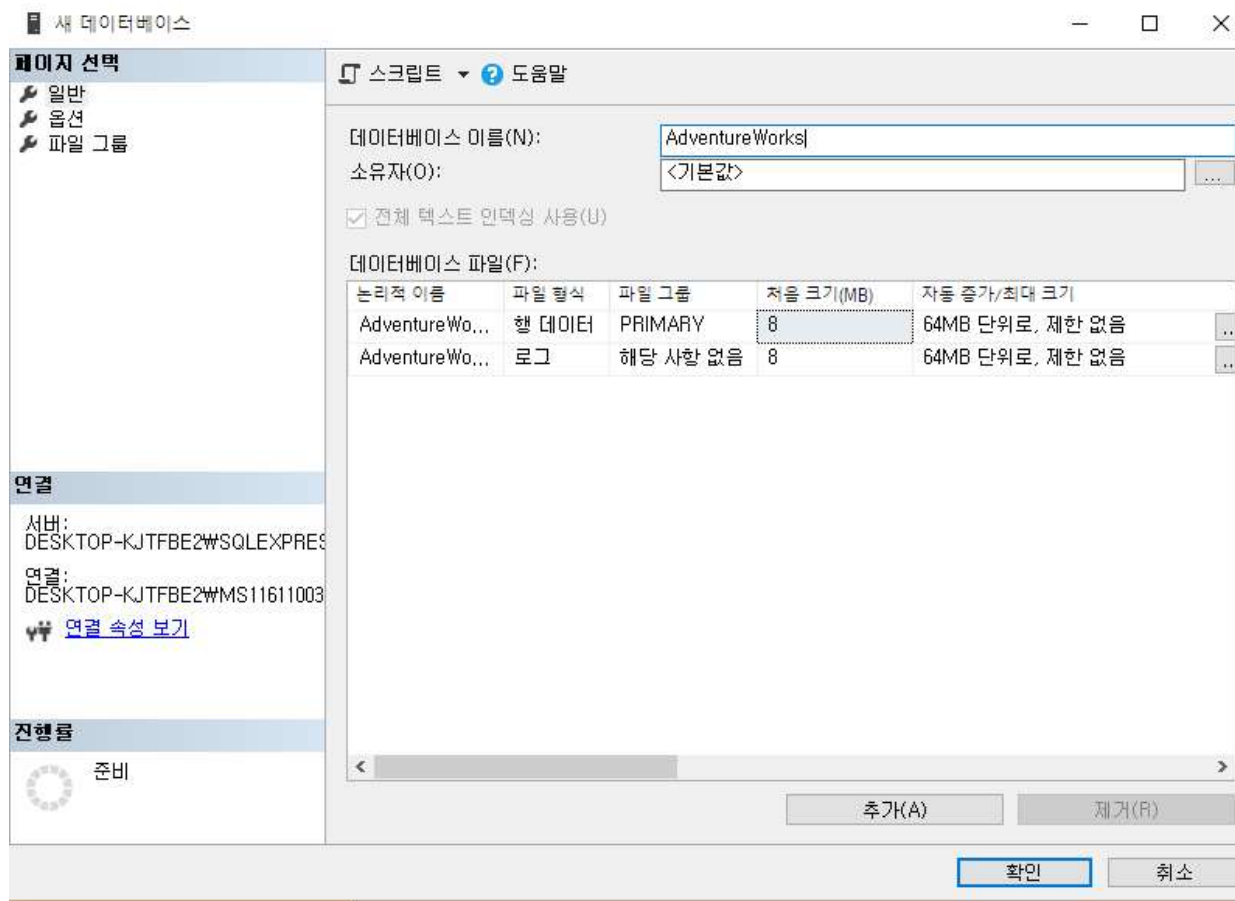 새 데이터베이스
페이지 선택
일반
옵션
파일 그룹
스크립트 도움말
데이터베이스 이름(N): AdventureWorks
소유자(O): <기본값> ...
전체 텍스트 인덱싱 사용(U)
데이터베이스 파일(F):
논리적 이름 파일 형식 파일 그룹 처음 크기(MB) 자동 증가/최대 크기
AdventureWo... 행 데이터 PRIMARY 8 64MB 단위로, 제한 없음 ..
AdventureWo... 로그 해당 사항 없음 8 64MB 단위로, 제한 없음 ..
연결
서버:
DESKTOP-KJTFBE2₩SQLEXPRES
연결:
DESKTOP-KJTFBE2₩MS11611003
연결 속성 보기
진행률
준비
추가(A) 제거(R)
확인 취소